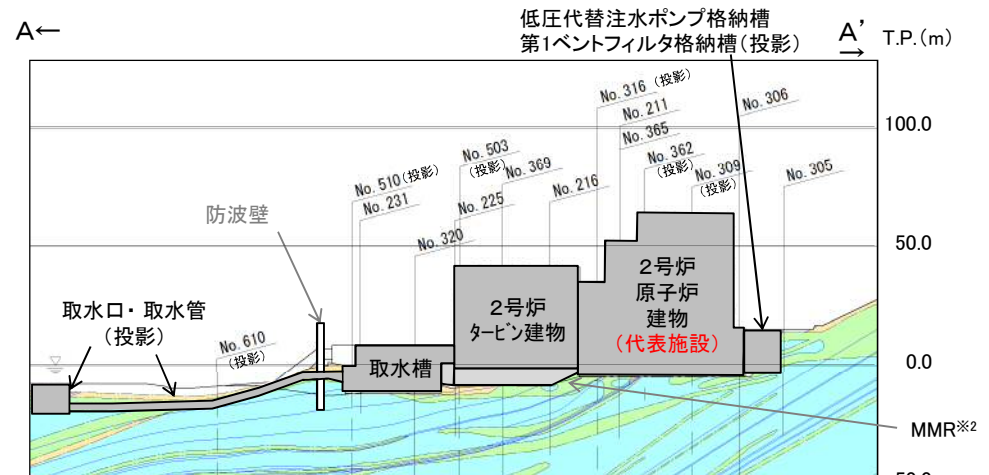 低圧代替注水ポンプ格納槽
第1ベントフィルタ格納槽(投影)
A←
A’
→
T.P.(m)
No. 316 (投影)
No. 211
No. 306
No. 365
100.0
No. 503
(投影)
No. 369
No. 362
(投影)
No. 309
(投影)
No. 305
No. 510 (投影)
No. 231
No. 225
No. 216
防波壁
No. 320
50.0
2号炉
タービン建物
2号炉
原子炉
建物
(代表施設)
取水口・取水管
(投影)
No. 610
(投影)
取水槽
0.0
MMR※2